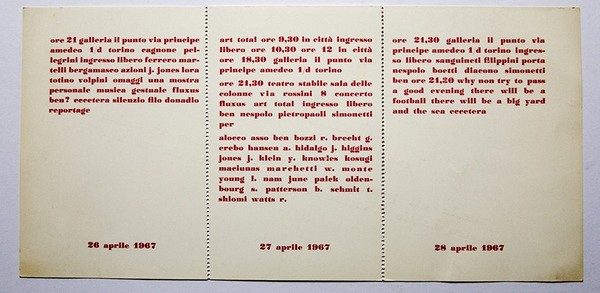 ore 21 galleria il punto via principe
amedeo 1/d torino cagnone pel-
legrini ingresso libero ferrero mar-
telli bergamasco azioni j. jones lora
totino volpini omaggi una mostra
personale musica gestuale fluxus
ben? eccetera silenzio filo donadio
reportage
26 aprile 1967
art total ore 9,30 in città ingresso
libero ore 10,30 ore 12 in città
ore 18,30 galleria il punto via
principe amedeo 1/d torino
ore 21,30 teatro stabile sala delle
colonne via rossini 8 concerto
fluxus art total ingresso libero
ben nespolo pietropaoli simonetti
per
alocco asso ben bozzi r. brecht g.
erebo hansen a. hidalgo j. higgins
jones j. klein y. knowles kosugi
maciunas marchetti w. monte
young l. nam june paick olden-
bourg s. patterson b. schmit t.
shiomi watts r.
27 aprile 1967
ore 21,30 galleria il punto via
principe amedeo 1/d torino ingres-
so libero sanguineti filippini porta
nespolo boetti diacono simonetti
ben ore 21,30 why non try to pass
a good evening there will be a
football there will be a big yard
and the sea eccetera
28 aprile 1967